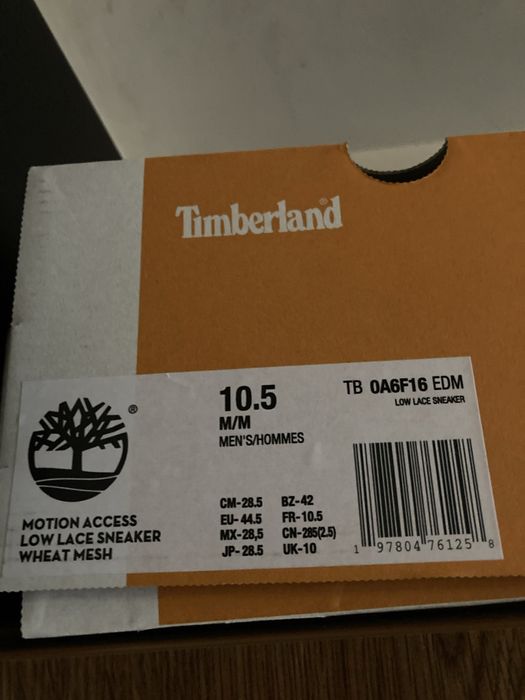 Timberland®
®
10.5
M/M
MEN'S/HOMMES
TB 0A6F16 EDM
LOW LACE SNEAKER
CM-28.5 BZ-42
EU-44.5 FR-10.5
MX-28,5 CN-285(2.5)
JP-28.5 UK-10
MOTION ACCESS
LOW LACE SNEAKER
WHEAT MESH
1 97804 76125 8